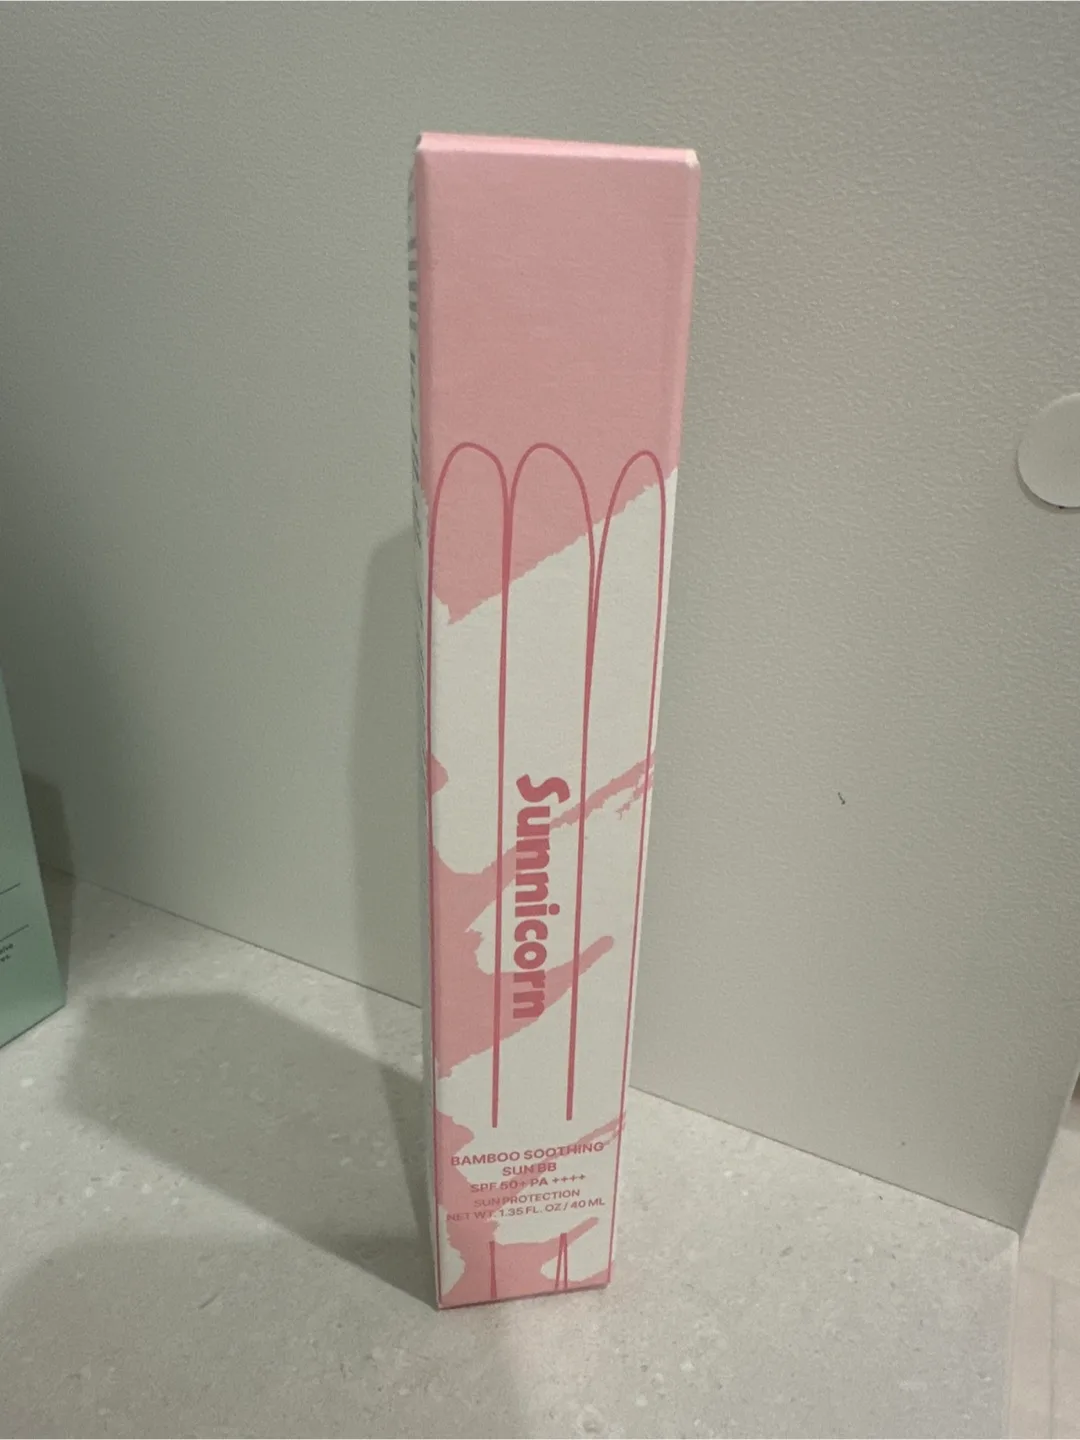 Sunnicorn
BAMBOO SOOTHING
SUN BB
SPF 50+ PA ++++
SUN PROTECTION
NET WT. 1.35 FL. OZ / 40 ML